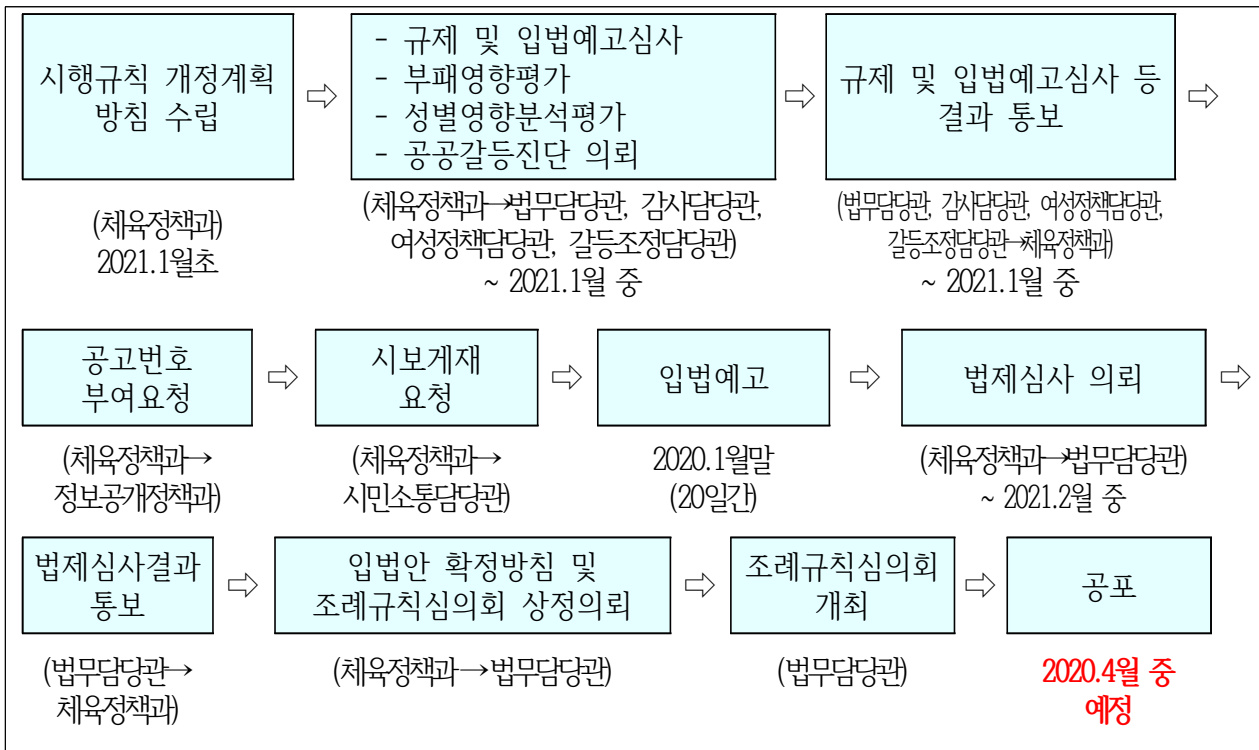 시행규칙 개정계획
방침 수립
⇨
- 규제 및 입법예고심사
- 부패영향평가
- 성별영향분석평가
- 공공갈등진단 의뢰
⇨
규제 및 입법예고심사 등
결과 통보
⇨
(체육정책과)
2021.1월초
(체육정책과→법무담당관, 감사담당관,
여성정책담당관, 갈등조정담당관)
~ 2021.1월 중
(법무담당관, 감사담당관, 여성정책담당관,
갈등조정담당관→체육정책과)
~ 2021.1월 중
공고번호
부여요청
⇨
시보게재
요청
⇨
입법예고
⇨
법제심사 의뢰
⇨
(체육정책과→
정보공개정책과)
(체육정책과→
시민소통담당관)
2020.1월말
(20일간)
(체육정책과→법무담당관)
~ 2021.2월 중
법제심사결과
통보
⇨
입법안 확정방침 및
조례규칙심의회 상정의뢰
⇨
조례규칙심의회
개최
⇨
공포
(법무담당관→
체육정책과)
(체육정책과→법무담당관)
(법무담당관)
2020.4월 중
예정